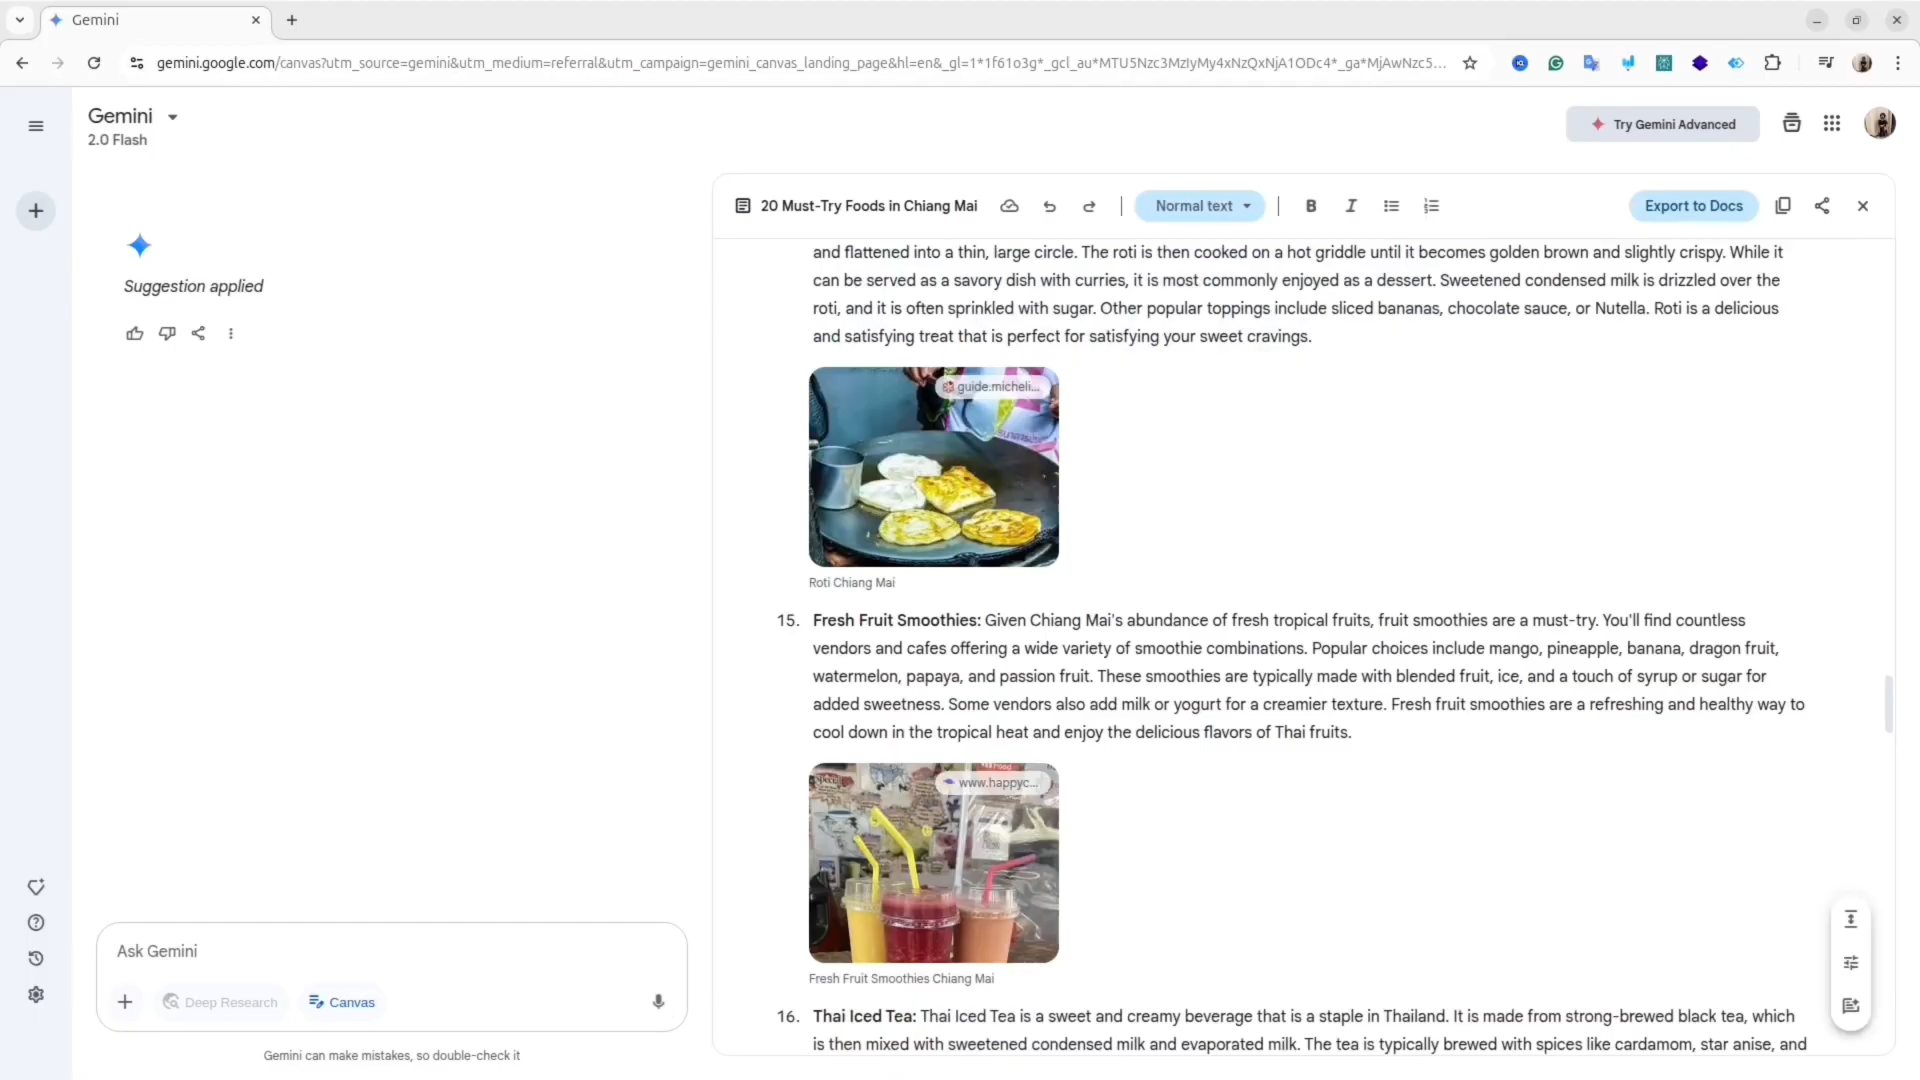 Gemini
gemini.google.com/canvas?utm_source=gemini&utm_medium=referral&utm_campaign=gemini_canvas_landing_page&hl=en&_gl=1*1f61o3g*_gcl_au*MTU5Nzc3MzIyMy4xNzQxNjA1ODc4*_ga*MjAwNzc5...
Gemini
2.0 Flash
Try Gemini Advanced
Suggestion applied
20 Must-Try Foods in Chiang Mai
Normal text
B I
Export to Docs
and flattened into a thin, large circle. The roti is then cooked on a hot griddle until it becomes golden brown and slightly crispy. While it
can be served as a savory dish with curries, it is most commonly enjoyed as a dessert. Sweetened condensed milk is drizzled over the
roti, and it is often sprinkled with sugar. Other popular toppings include sliced bananas, chocolate sauce, or Nutella. Roti is a delicious
and satisfying treat that is perfect for satisfying your sweet cravings.
guide.micheli...
Roti Chiang Mai
15. Fresh Fruit Smoothies: Given Chiang Mai's abundance of fresh tropical fruits, fruit smoothies are a must-try. You'll find countless
vendors and cafes offering a wide variety of smoothie combinations. Popular choices include mango, pineapple, banana, dragon fruit,
watermelon, papaya, and passion fruit. These smoothies are typically made with blended fruit, ice, and a touch of syrup or sugar for
added sweetness. Some vendors also add milk or yogurt for a creamier texture. Fresh fruit smoothies are a refreshing and healthy way to
cool down in the tropical heat and enjoy the delicious flavors of Thai fruits.
www.happyc...
Fresh Fruit Smoothies Chiang Mai
16. Thai Iced Tea: Thai Iced Tea is a sweet and creamy beverage that is a staple in Thailand. It is made from strong-brewed black tea, which
is then mixed with sweetened condensed milk and evaporated milk. The tea is typically brewed with spices like cardamom, star anise, and
Ask Gemini
Deep Research
Canvas
Gemini can make mistakes, so double-check it